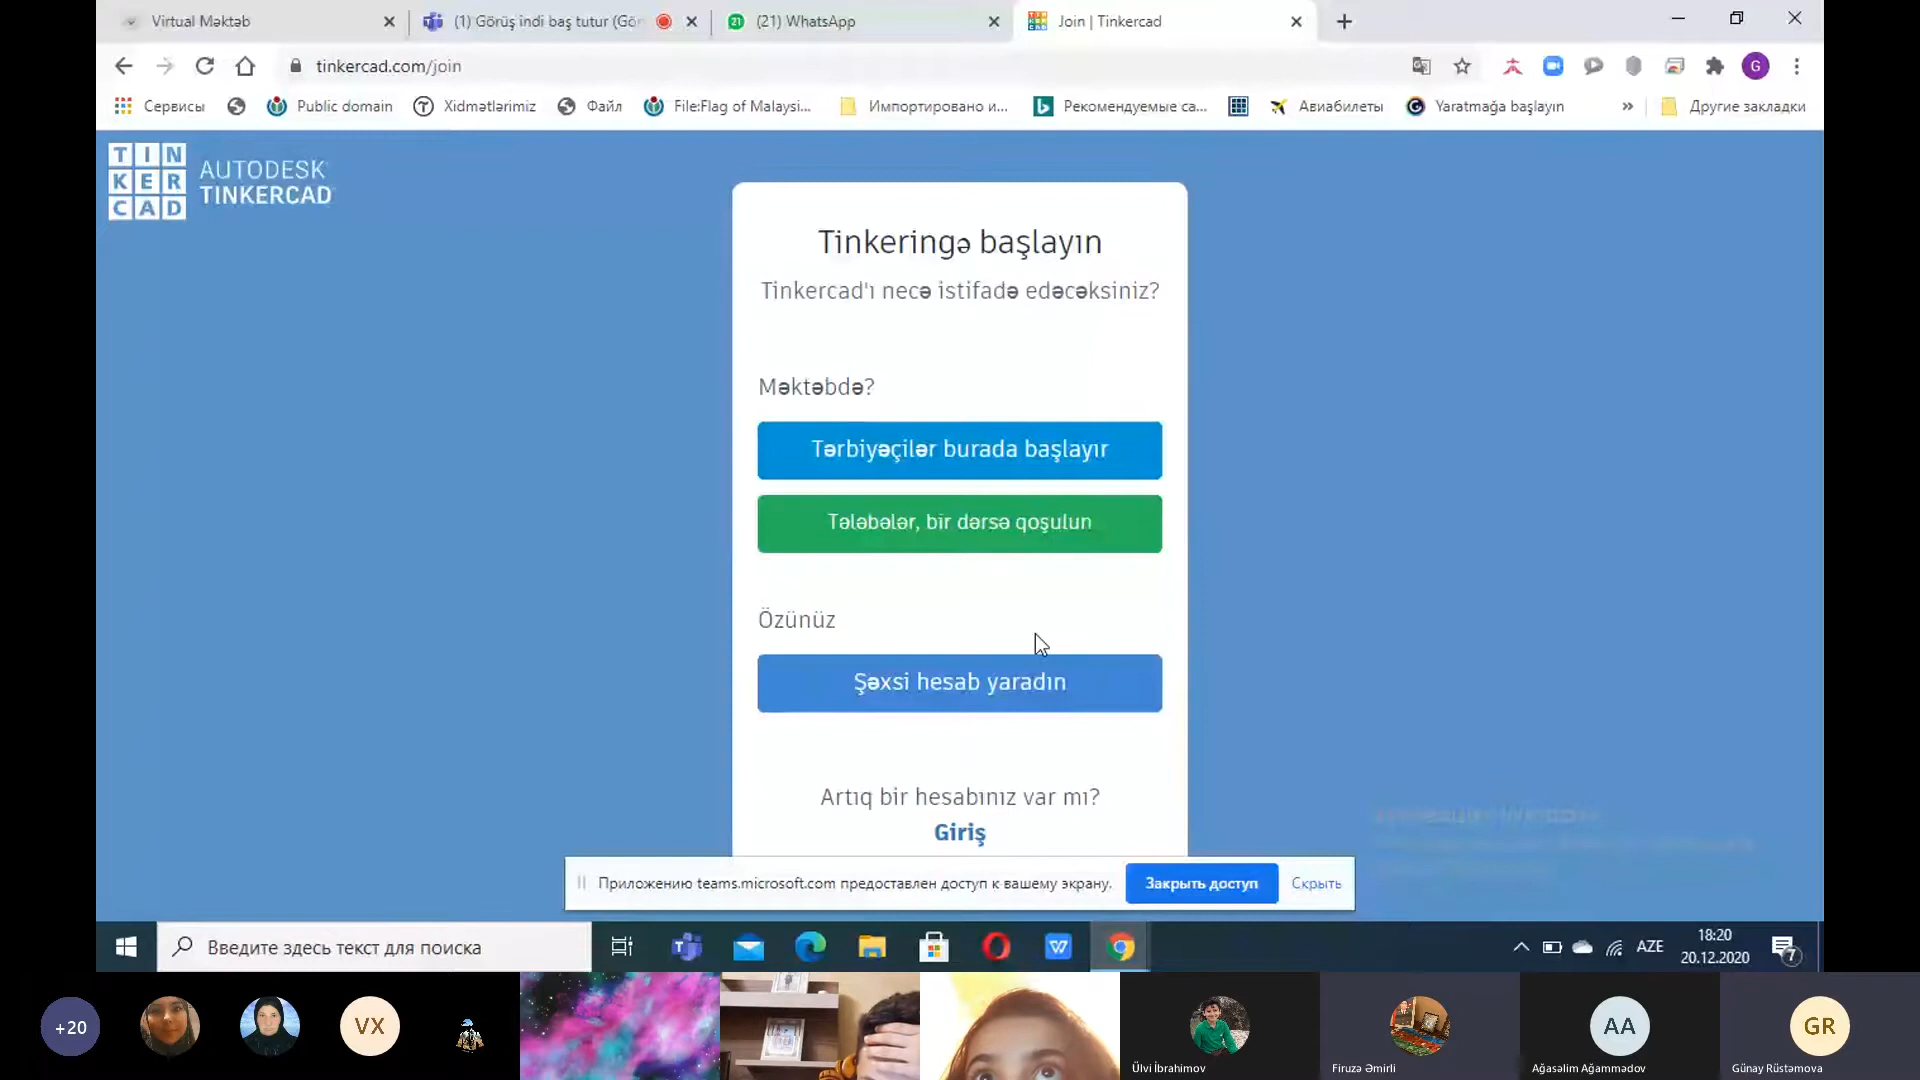 Virtual Məktəb
(1) Görüş indi baş tutur (Gör
(21) WhatsApp
Join | Tinkercad
tinkercad.com/join
G
Сервисы
Public domain
Xidmətlərimiz
Файл
File:Flag of Malaysi...
Импортировано и...
Рекомендуемые са...
Авиабилеты
Yaratmağa başlayın
»
Другие закладки
TIN
KER
CAD
AUTODESK
TINKERCAD
Tinkeringə başlayın
Tinkercad'ı necə istifadə edəcəksiniz?
Məktəbdə?
Tərbiyəçilər burada başlayır
Tələbələr, bir dərsə qoşulun
Özünüz
Şəxsi hesab yaradın
Artıq bir hesabınız var mı?
Giriş
Приложению teams.microsoft.com предоставлен доступ к вашему экрану.
Закрыть доступ
Скрыть
Введите здесь текст для поиска
AZE
18:20
20.12.2020
7
+20
VX
AA
GR
Ülvi İbrahimov
Firuzə Əmirli
Ağasəlim Ağammədov
Günay Rüstəmova